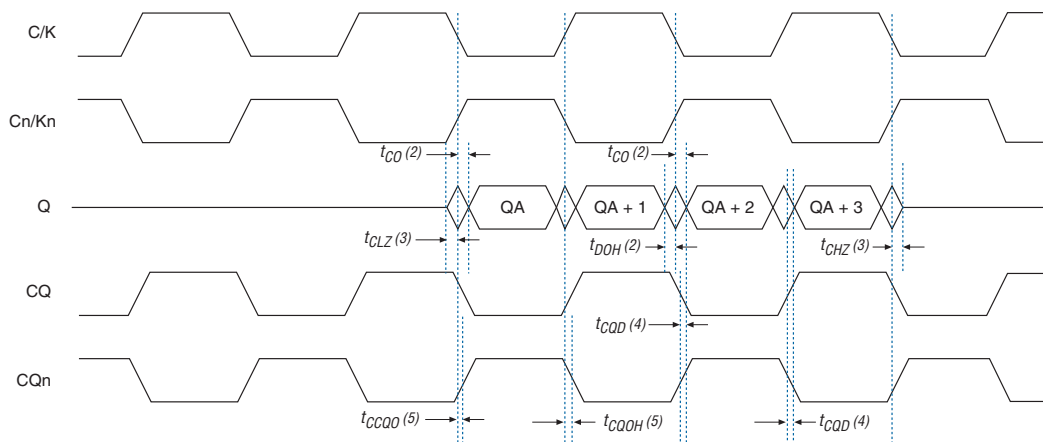 C/K
Cn/Kn
tCO (2) tCO (2)
Q QA QA + 1 QA + 2 QA + 3
tCLZ (3) tDOH (2) tCHZ (3)
CQ
tCQD (4)
CQn
tCCQO (5) tCQOH (5) tCQD (4)